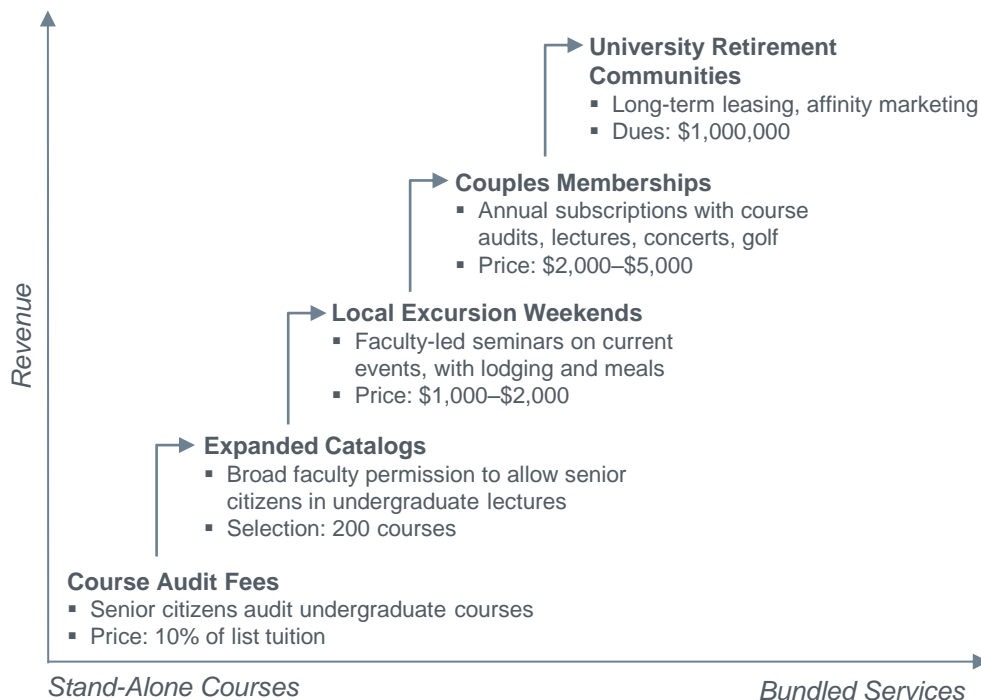 University Retirement
Communities
▪ Long-term leasing, affinity marketing
▪ Dues: $1,000,000
Couples Memberships
▪ Annual subscriptions with course
audits, lectures, concerts, golf
▪ Price: $2,000–$5,000
Local Excursion Weekends
▪ Faculty-led seminars on current
events, with lodging and meals
▪ Price: $1,000–$2,000
Revenue
Expanded Catalogs
▪ Broad faculty permission to allow senior
citizens in undergraduate lectures
▪ Selection: 200 courses
Course Audit Fees
▪ Senior citizens audit undergraduate courses
▪ Price: 10% of list tuition
Stand-Alone Courses
Bundled Services